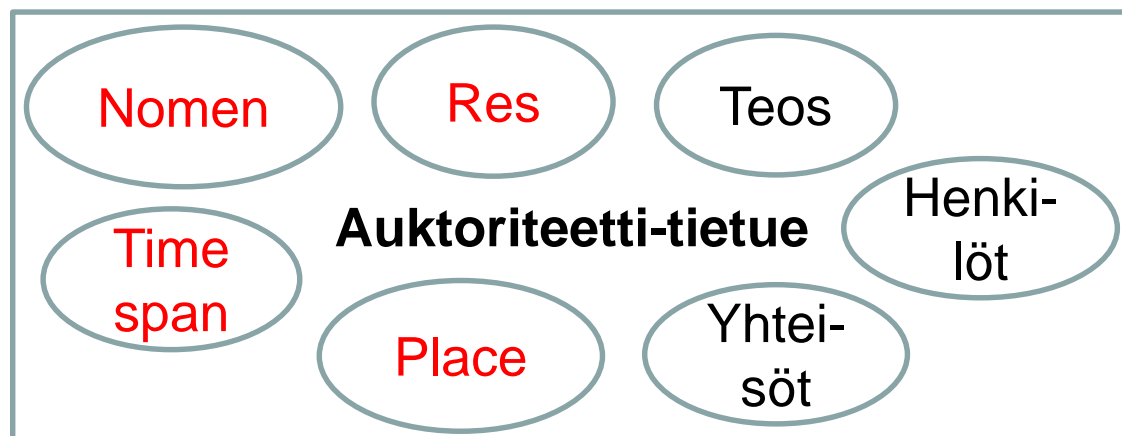 Nomen
Res
Teos
Henki-
löt
Auktoriteetti-tietue
Time
span
Place
Yhtei-
söt